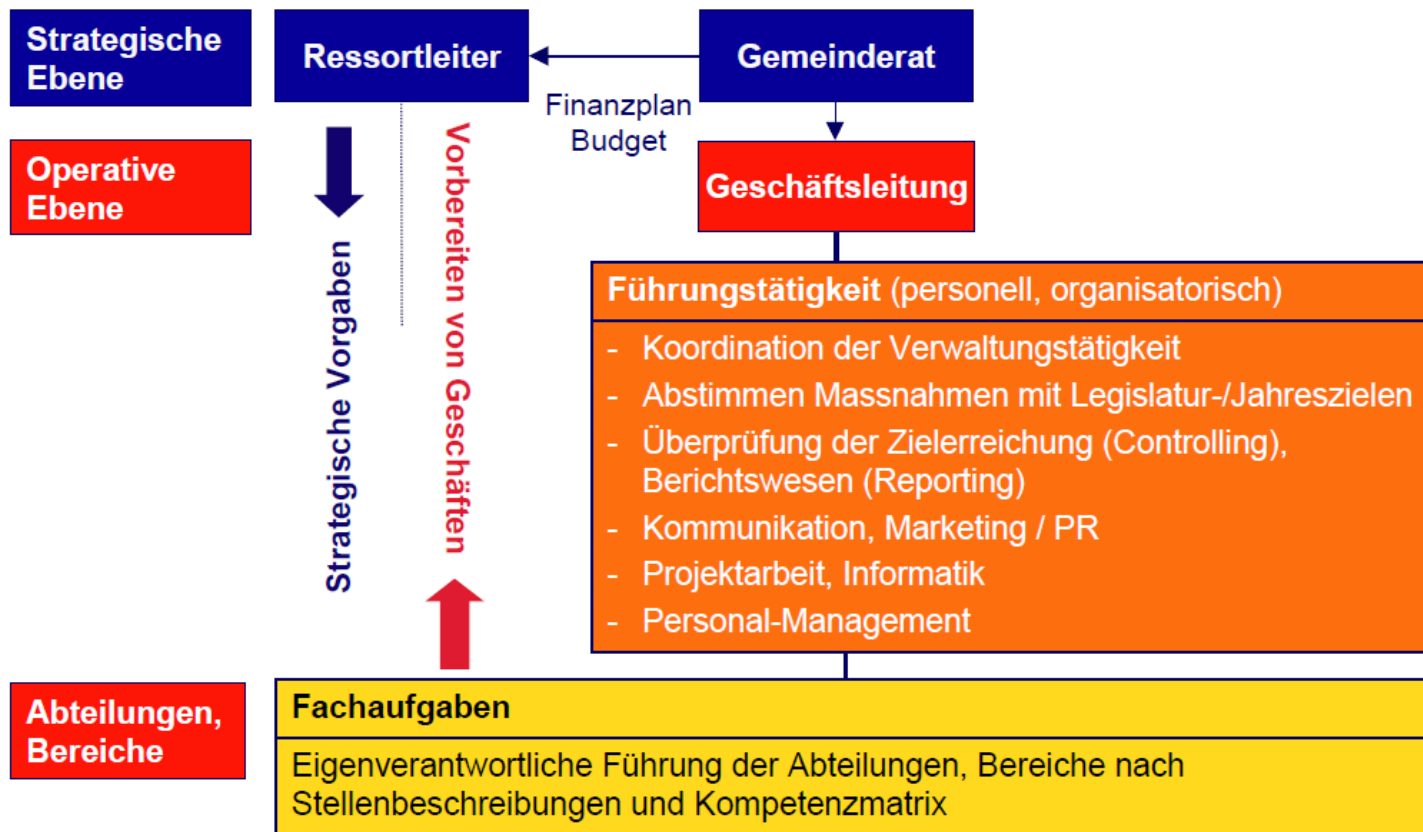 Strategische
Ebene
Ressortleiter
Gemeinderat
Finanzplan
Budget
Operative
Ebene
Geschäftsleitung
Strategische Vorgaben
Vorbereiten von Geschäften
Führungstätigkeit (personell, organisatorisch)
- Koordination der Verwaltungstätigkeit
- Abstimmen Massnahmen mit Legislatur-/Jahreszielen
- Überprüfung der Zielerreichung (Controlling),
Berichtswesen (Reporting)
- Kommunikation, Marketing / PR
- Projektarbeit, Informatik
- Personal-Management
Abteilungen,
Bereiche
Fachaufgaben
Eigenverantwortliche Führung der Abteilungen, Bereiche nach
Stellenbeschreibungen und Kompetenzmatrix